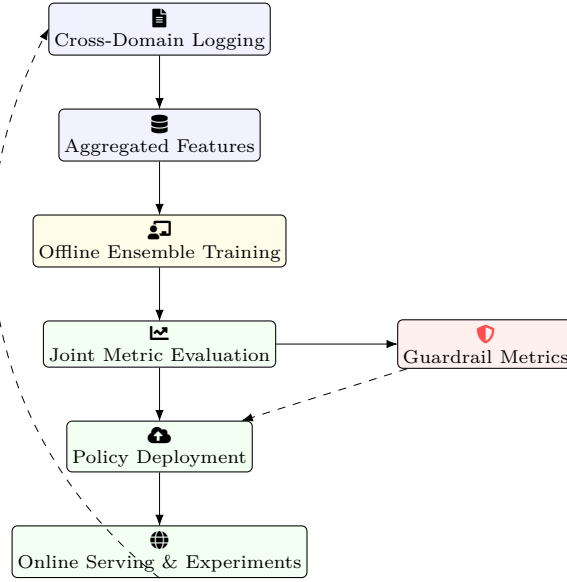 Cross-Domain Logging
Aggregated Features
Offline Ensemble Training
Joint Metric Evaluation
Guardrail Metrics
Policy Deployment
Online Serving & Experiments